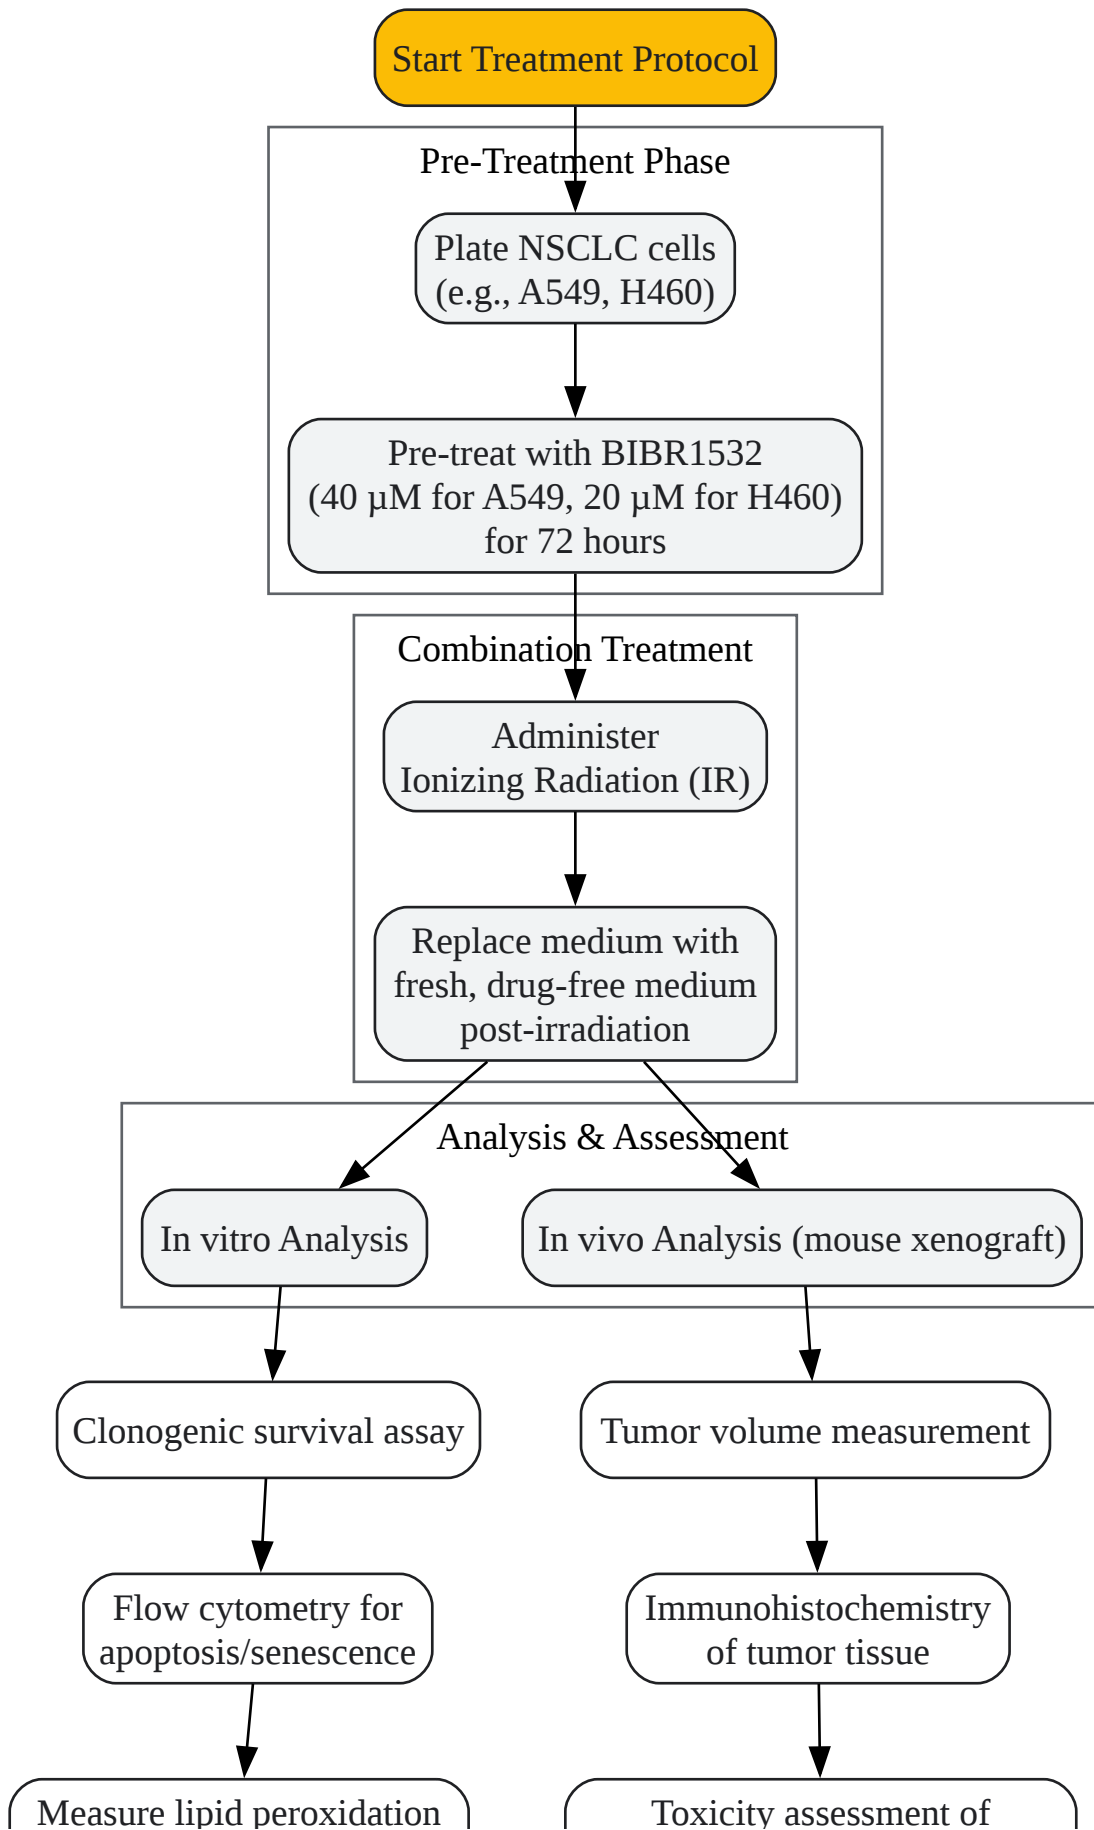 Start Treatment Protocol
Pre-Treatment Phase
Plate NSCLC cells
(e.g., A549, H460)
Pre-treat with BIBR1532
(40 µM for A549, 20 µM for H460)
for 72 hours
Combination Treatment
Administer
Ionizing Radiation (IR)
Replace medium with
fresh, drug-free medium
post-irradiation
Analysis & Assessment
In vitro Analysis
In vivo Analysis (mouse xenograft)
Clonogenic survival assay
Tumor volume measurement
Flow cytometry for
apoptosis/senescence
Immunohistochemistry
of tumor tissue
Measure lipid peroxidation
Toxicity assessment of